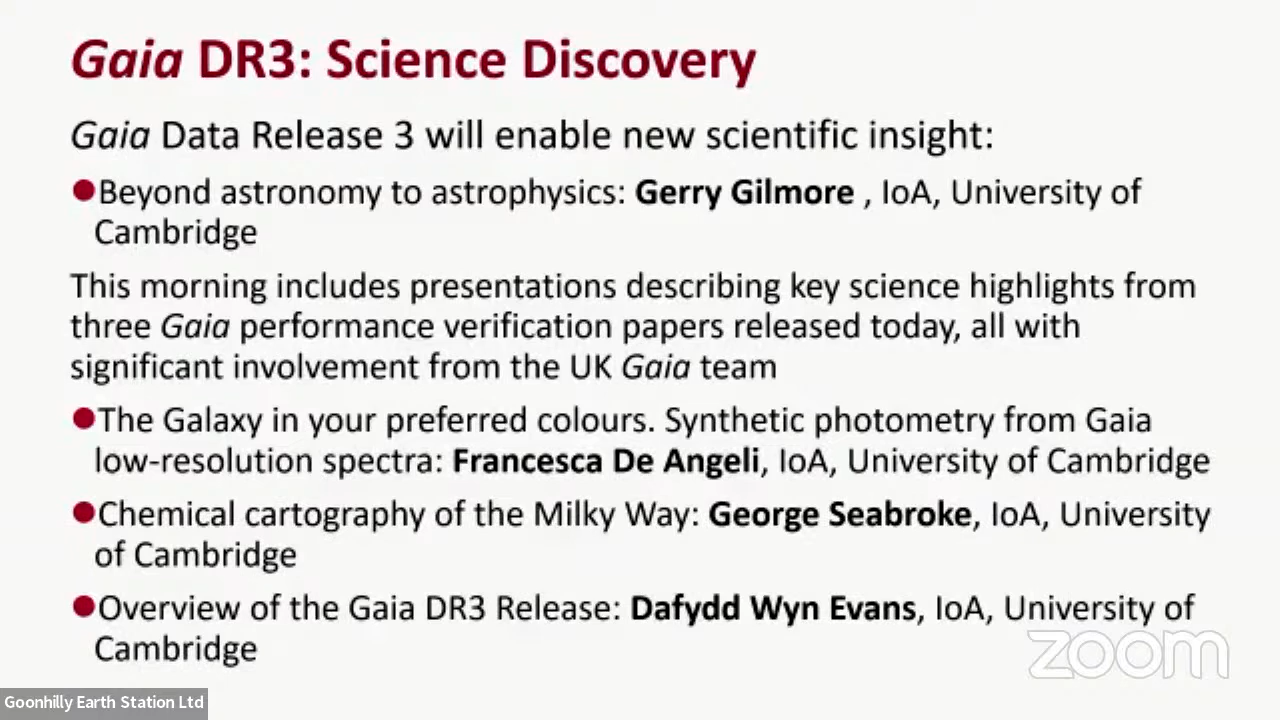 Gaia DR3: Science Discovery
Gaia Data Release 3 will enable new scientific insight:
●Beyond astronomy to astrophysics: Gerry Gilmore , IoA, University of
Cambridge
This morning includes presentations describing key science highlights from
three Gaia performance verification papers released today, all with
significant involvement from the UK Gaia team
●The Galaxy in your preferred colours. Synthetic photometry from Gaia
low-resolution spectra: Francesca De Angeli, IoA, University of Cambridge
●Chemical cartography of the Milky Way: George Seabroke, IoA, University
of Cambridge
●Overview of the Gaia DR3 Release: Dafydd Wyn Evans, IoA, University of
Cambridge
zoom
Goonhilly Earth Station Ltd